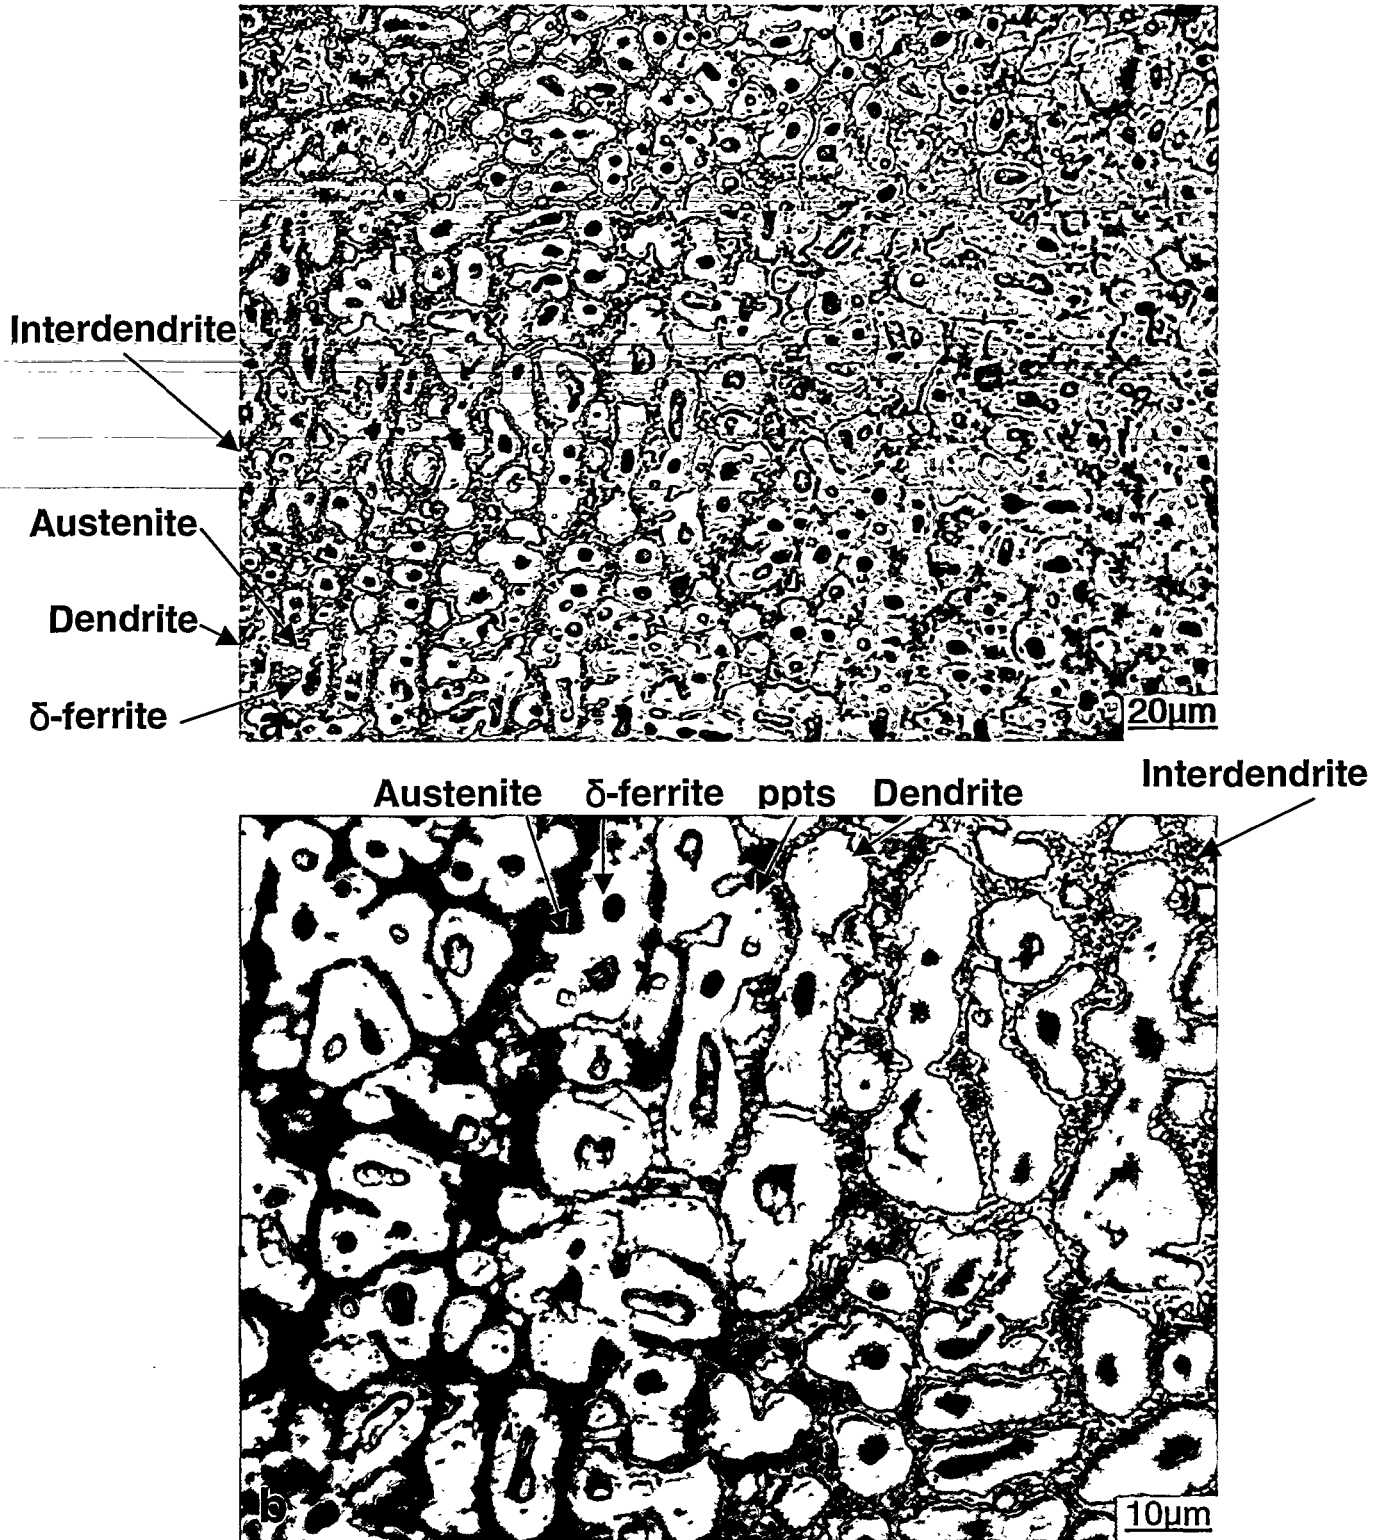 Interdendrite
Austenite
Dendrite
δ-ferrite
a
20µm
Austenite δ-ferrite ppts Dendrite
Interdendrite
b
10µm